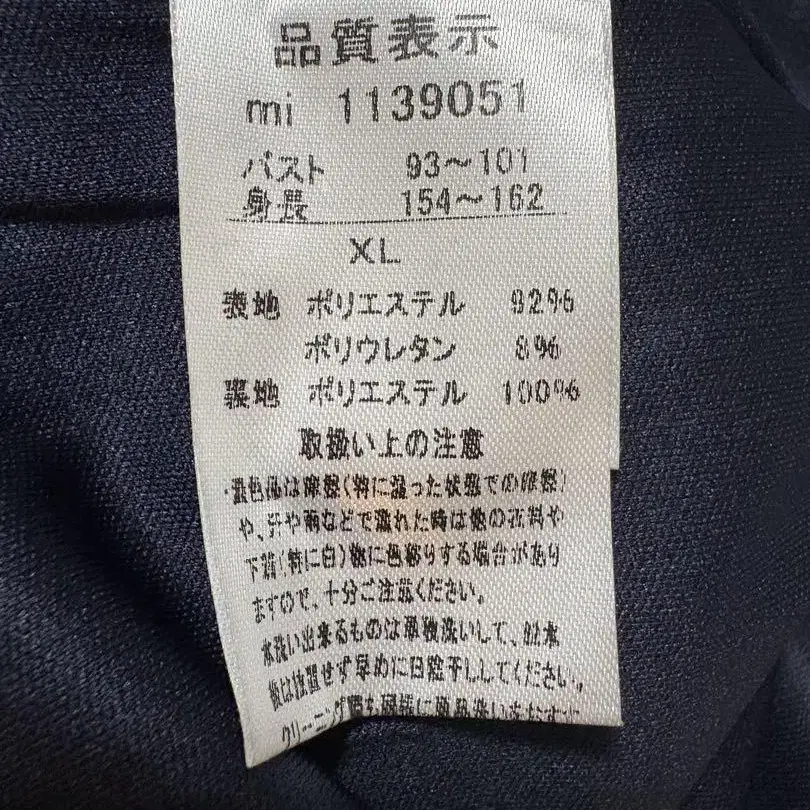 品質表示
mi 1139051
バスト 93～101
身長 154～162
XL
表地 ポリエステル 92%
ポリウレタン 8%
裏地 ポリエステル 100%
取扱い上の注意
・濃色品は摩擦(特に湿った状態での摩擦)
や、汗や雨などで濡れた時は他の衣料や
下着(特に白)物に色移りする場合があり
ますので、十分ご注意ください。
水洗い出来るものは単独洗いして、脱水
後は放置せず早めに日陰干ししてください。
クリーニング